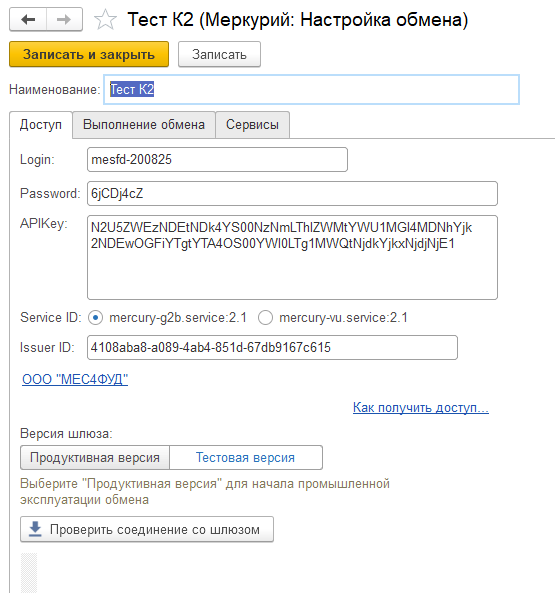 Тест К2 (Меркурий: Настройка обмена)
Записать и закрыть
Записать
Наименование: Тест К2
Доступ
Выполнение обмена
Сервисы
Login: mesfd-200825
Password: 6jCDj4cZ
APIKey: N2U5ZWEzNDEtNDk4YS00NzNmLThlZWMtYWU1MGI4MDNhYjk
2NDEwOGFiYTgtYTA4OS00YWI0LTg1MWQtNjdkYjkxNjdjNjE1
Service ID: mercury-g2b.service:2.1 mercury-vu.service:2.1
Issuer ID: 4108aba8-a089-4ab4-851d-67db9167c615
ООО "МЕС4ФУД"
Как получить доступ...
Версия шлюза:
Продуктивная версия
Тестовая версия
Выберите "Продуктивная версия" для начала промышленной
эксплуатации обмена
Проверить соединение со шлюзом